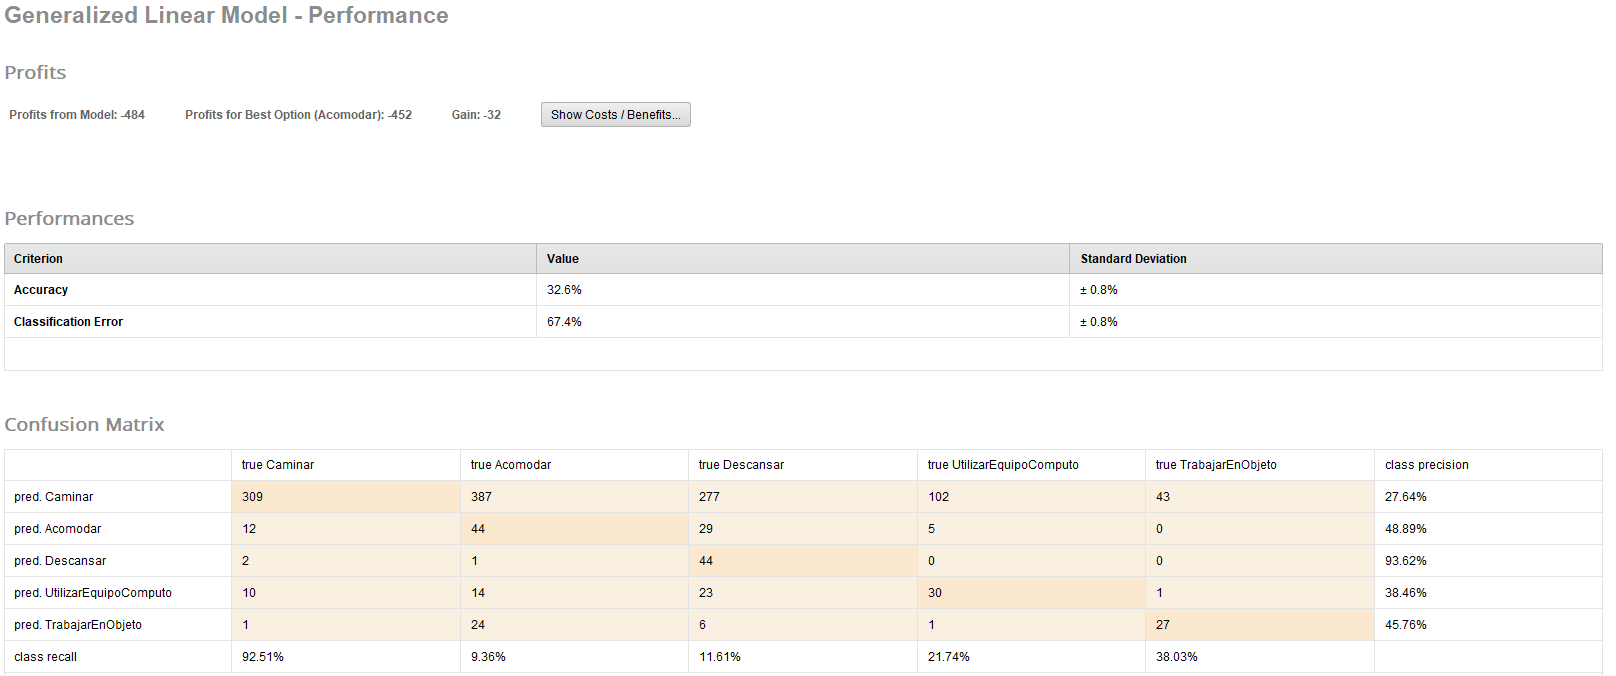 Generalized Linear Model - Performance
Profits
Profits from Model: -484 Profits for Best Option (Acomodar): -452 Gain: -32 Show Costs / Benefits...
Performances
Criterion Value Standard Deviation
Accuracy 32.6% ± 0.8%
Classification Error 67.4% ± 0.8%
Confusion Matrix
true Caminar true Acomodar true Descansar true UtilizarEquipoComputo true TrabajarEnObjeto class precision
pred. Caminar 309 387 277 102 43 27.64%
pred. Acomodar 12 44 29 5 0 48.89%
pred. Descansar 2 1 44 0 0 93.62%
pred. UtilizarEquipoComputo 10 14 23 30 1 38.46%
pred. TrabajarEnObjeto 1 24 6 1 27 45.76%
class recall 92.51% 9.36% 11.61% 21.74% 38.03%